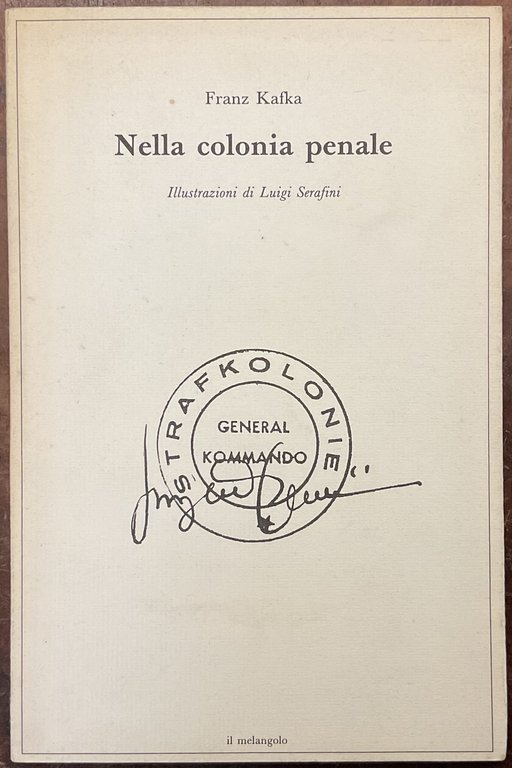 Franz Kafka
Nella colonia penale
Illustrazioni di Luigi Serafini
STRAFKOLONIE
GENERAL
KOMMANDO
il melangolo